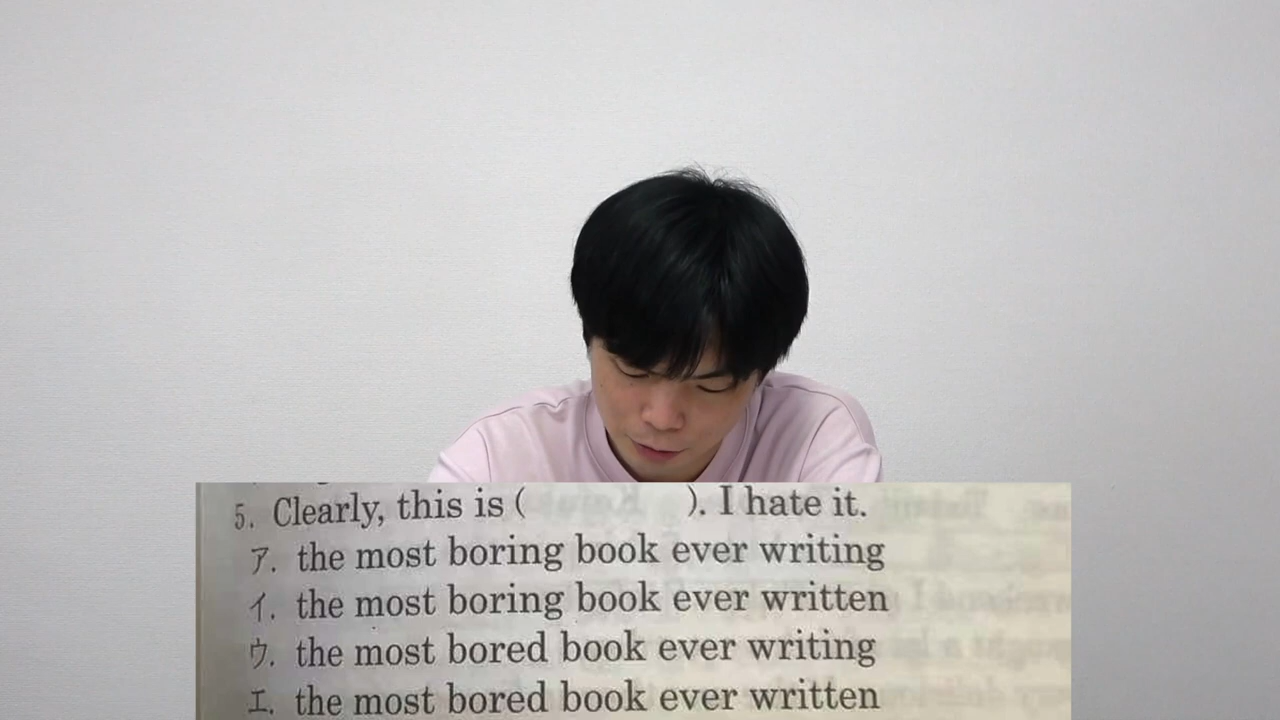 5. Clearly, this is (          ). I hate it.
ア. the most boring book ever writing
イ. the most boring book ever written
ウ. the most bored book ever writing
エ. the most bored book ever written